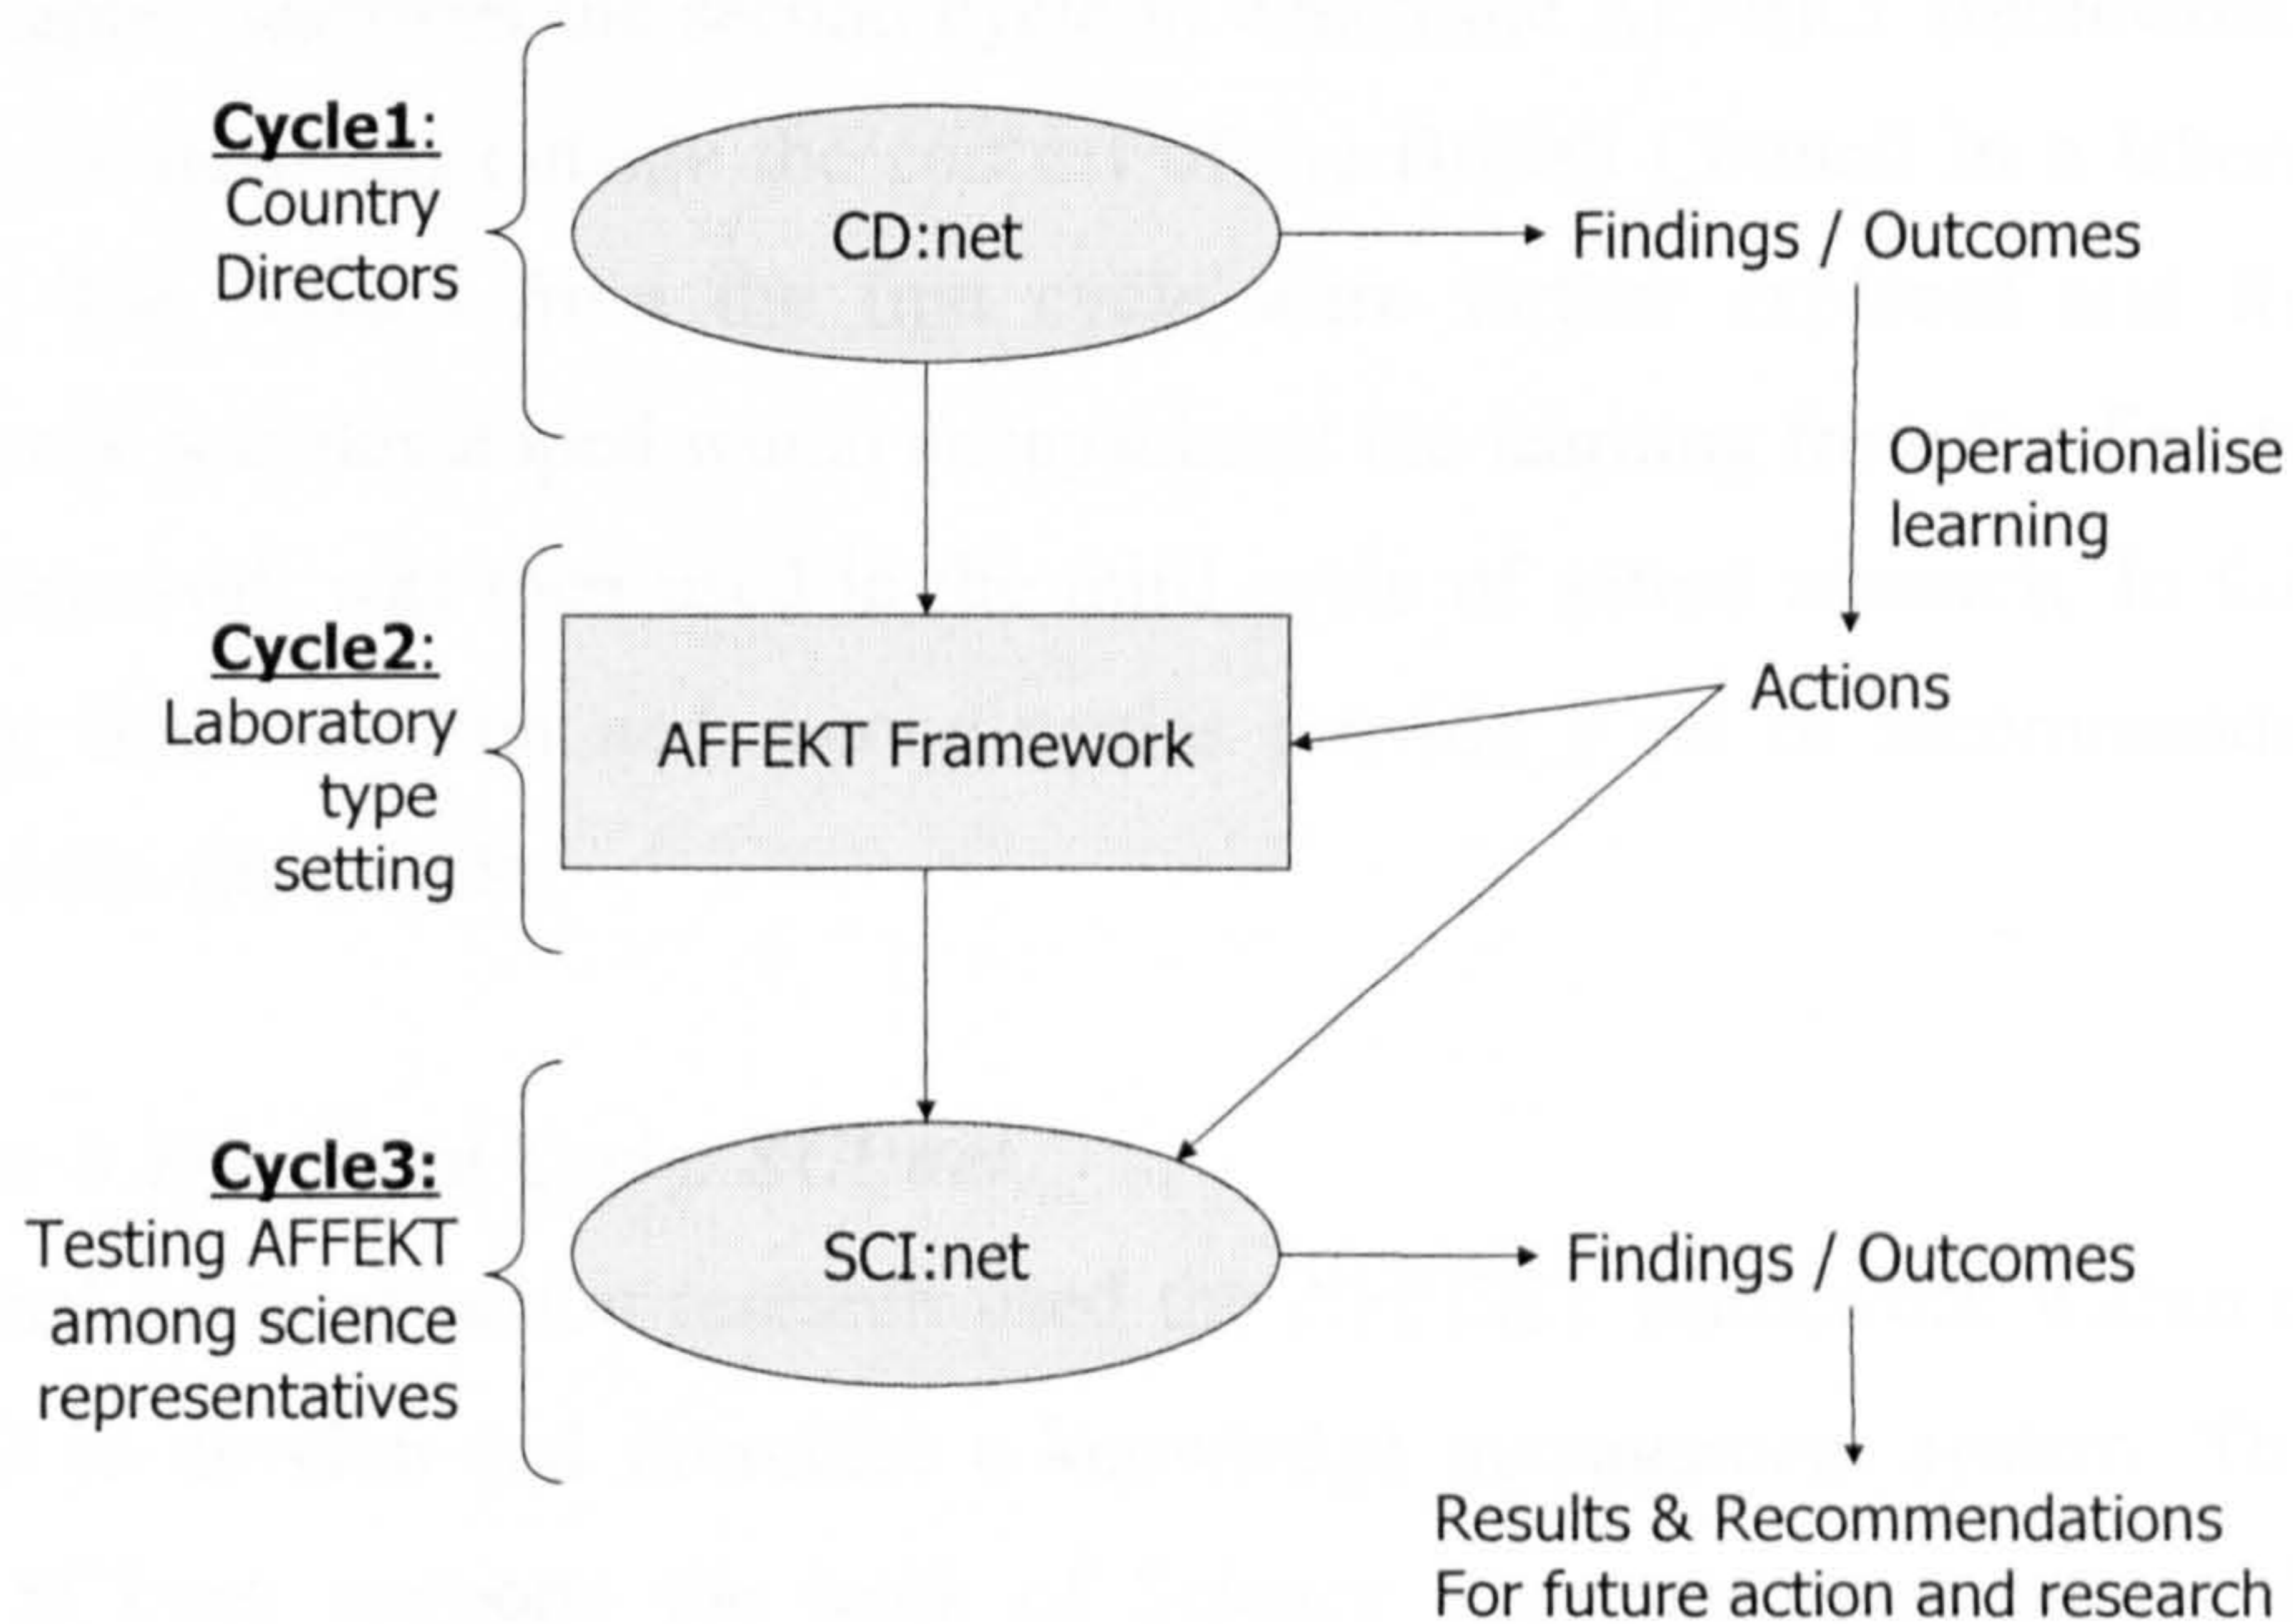 Cycle1:
Country
Directors
CD:net
Findings / Outcomes
Operationalise
learning
Cycle2:
Laboratory
type
setting
AFFEKT Framework
Actions
Cycle3:
Testing AFFEKT
among science
representatives
SCI:net
Findings / Outcomes
Results & Recommendations
For future action and research